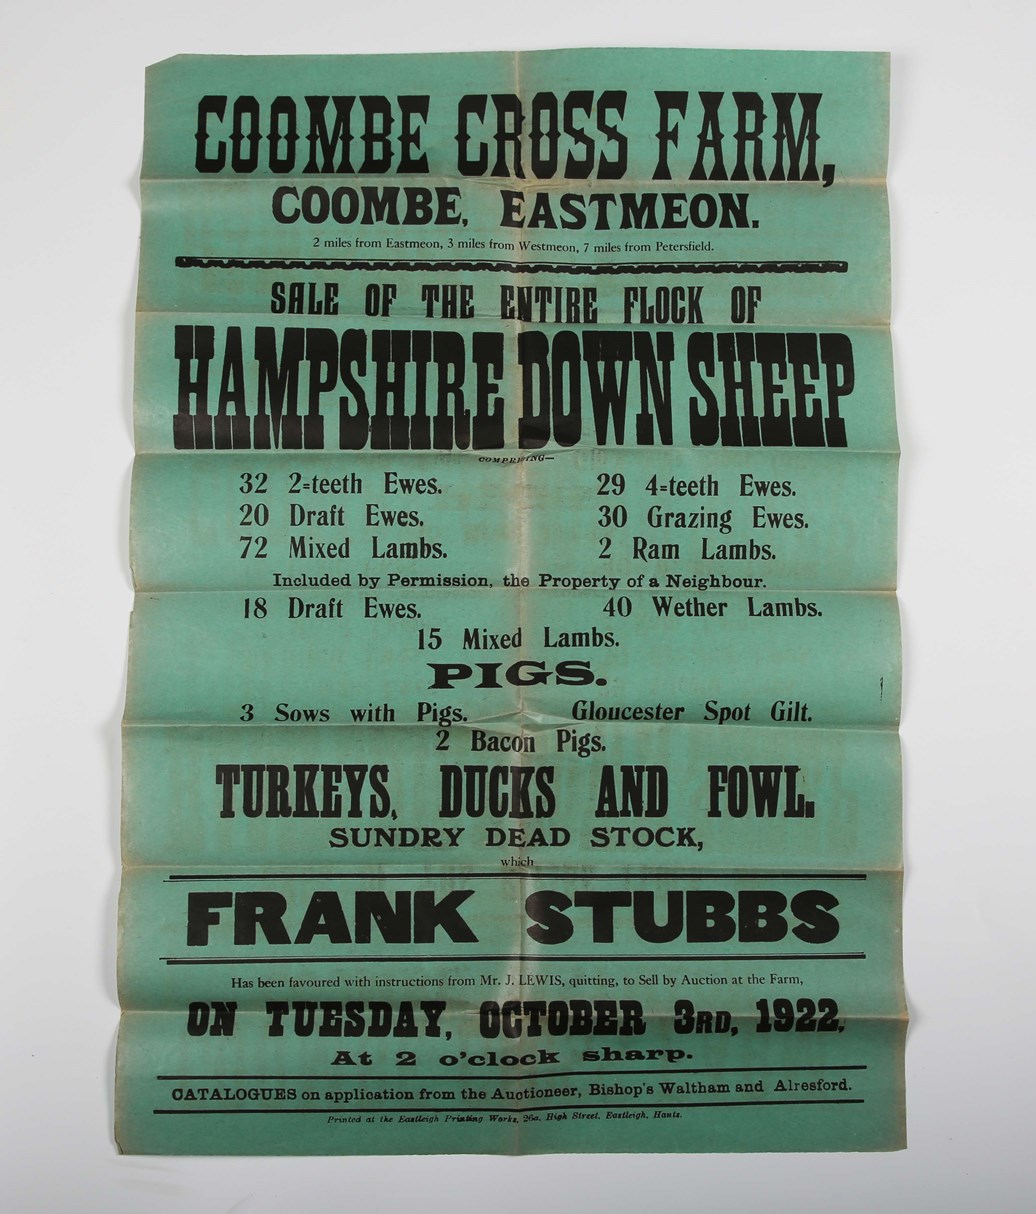 COOMBE CROSS FARM,
COOMBE, EASTMEON.
2 miles from Eastmeon, 3 miles from Westmeon, 7 miles from Petersfield.
SALE OF THE ENTIRE FLOCK OF
HAMPSHIRE DOWN SHEEP
COMPRISING—
32 2=teeth Ewes. 29 4=teeth Ewes.
20 Draft Ewes. 30 Grazing Ewes.
72 Mixed Lambs. 2 Ram Lambs.
Included by Permission, the Property of a Neighbour.
18 Draft Ewes. 40 Wether Lambs.
15 Mixed Lambs.
PIGS.
3 Sows with Pigs. Gloucester Spot Gilt.
2 Bacon Pigs.
TURKEYS, DUCKS AND FOWL.
SUNDRY DEAD STOCK,
which
FRANK STUBBS
Has been favoured with instructions from Mr. J. LEWIS, quitting, to Sell by Auction at the Farm,
ON TUESDAY, OCTOBER 3RD, 1922,
At 2 o'clock sharp.
CATALOGUES on application from the Auctioneer, Bishop's Waltham and Alresford.
Printed at the Eastleigh Printing Works, 26a, High Street, Eastleigh, Hants.